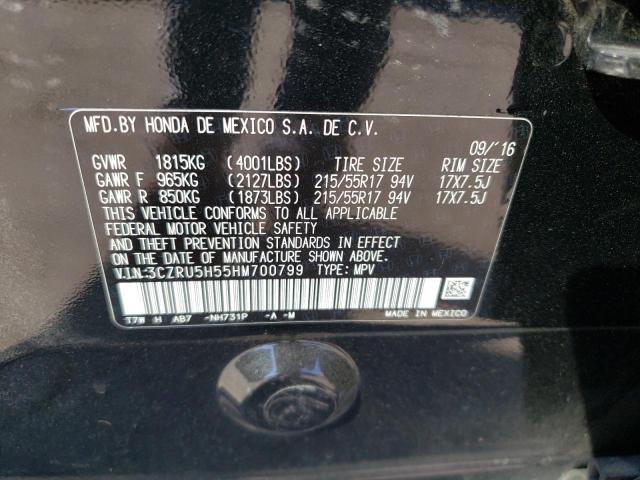 MFD.BY HONDA DE MEXICO S.A. DE C.V.
09/'16
GVWR 1815KG (4001LBS) TIRE SIZE RIM SIZE
GAWR F 965KG (2127LBS) 215/55R17 94V 17X7.5J
GAWR R 850KG (1873LBS) 215/55R17 94V 17X7.5J
THIS VEHICLE CONFORMS TO ALL APPLICABLE
FEDERAL MOTOR VEHICLE SAFETY
AND THEFT PREVENTION STANDARDS IN EFFECT
ON THE DATE OF MANUFACTURE SHOWN ABOVE.
V.I.N:3CZRU5H55HM700799 TYPE: MPV
37W H AB7 -NH731P -A -M MADE IN MEXICO